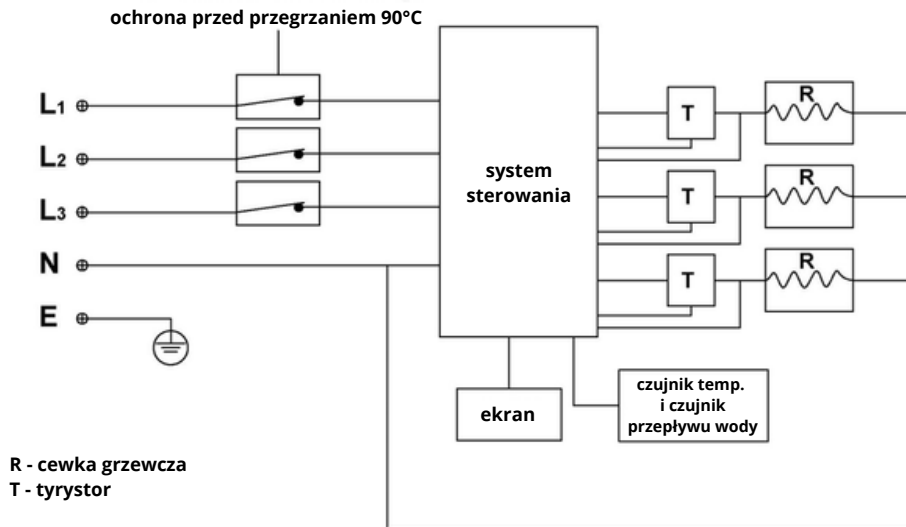 ochrona przed przegrzaniem 90°C
L1
L2
L3
N
E
system
sterowania
T
R
T
R
T
R
ekran
czujnik temp.
i czujnik
przepływu wody
R - cewka grzewcza
T - tyrystor